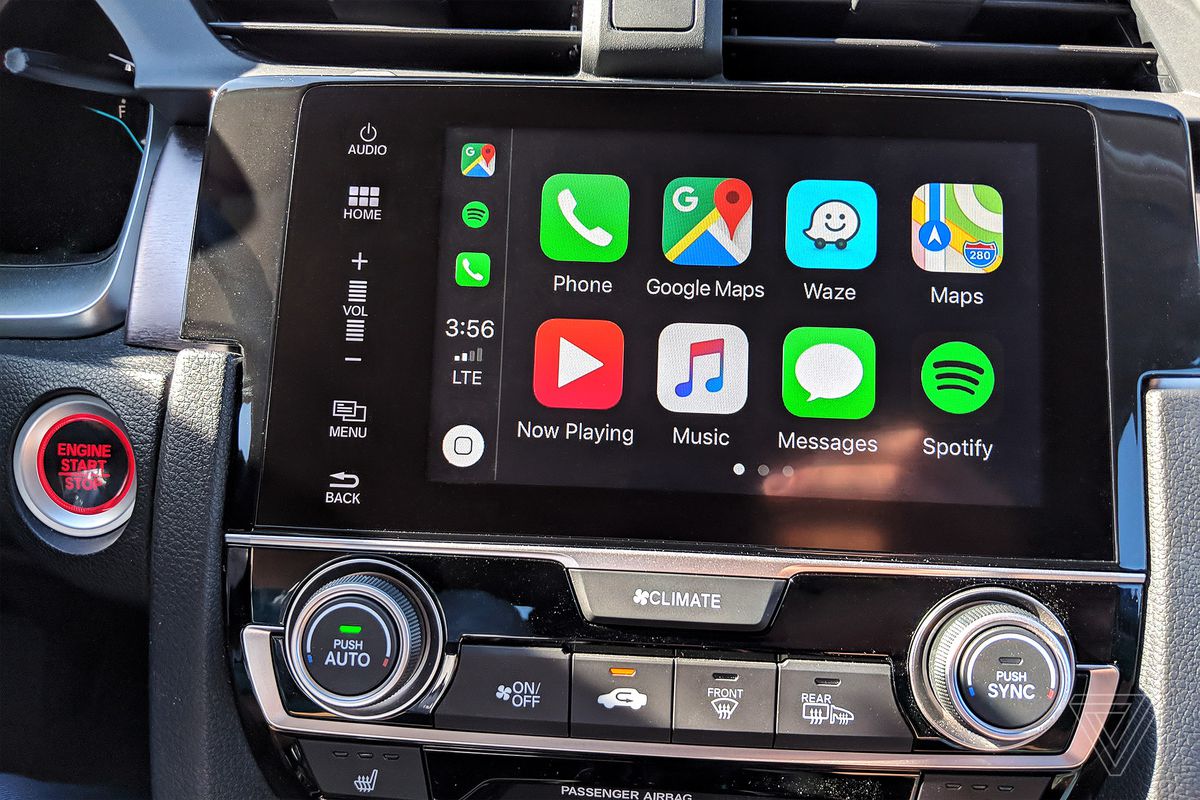 F
AUDIO
HOME
+
VOL
−
MENU
BACK
G
3:56
LTE
Phone
G
Google Maps
Waze
280
Maps
Now Playing
Music
Messages
Spotify
ENGINE
START
STOP
CLIMATE
PUSH
AUTO
ON/
OFF
FRONT
REAR
PUSH
SYNC
PASSENGER AIRBAG